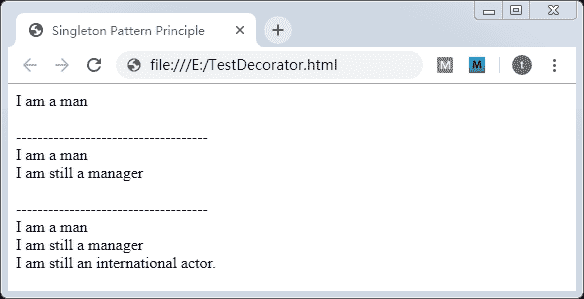 Singleton Pattern Principle
file:///E:/TestDecorator.html
M
M
t
I am a man
------------------------------------
I am a man
I am still a manager
------------------------------------
I am a man
I am still a manager
I am still an international actor.